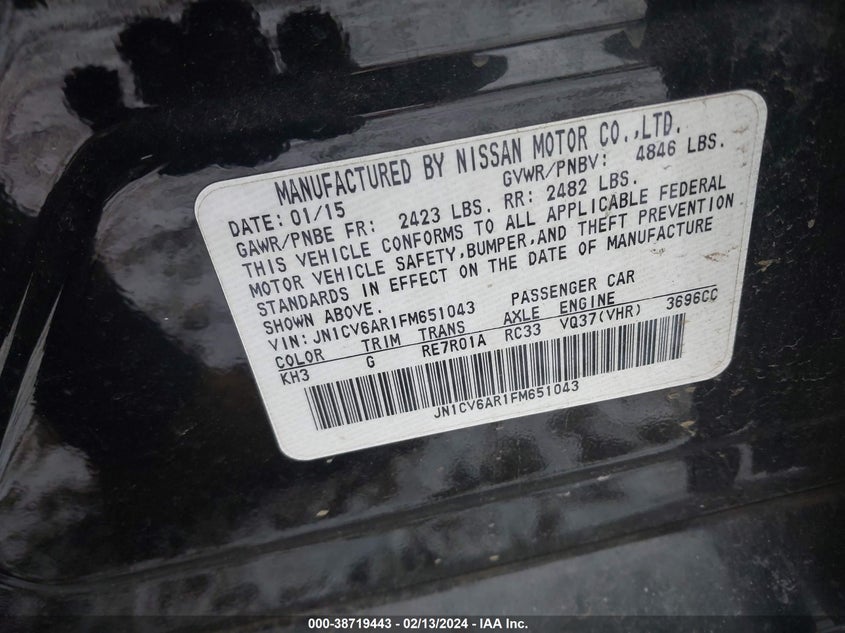 MANUFACTURED BY NISSAN MOTOR CO.,LTD.
DATE: 01/15 GVWR/PNBV: 4846 LBS.
GAWR/PNBE FR: 2423 LBS. RR: 2482 LBS.
THIS VEHICLE CONFORMS TO ALL APPLICABLE FEDERAL
MOTOR VEHICLE SAFETY,BUMPER,AND THEFT PREVENTION
STANDARDS IN EFFECT ON THE DATE OF MANUFACTURE
SHOWN ABOVE.
VIN: JN1CV6AR1FM651043 PASSENGER CAR
COLOR TRIM TRANS AXLE ENGINE
KH3 G RE7R01A RC33 VQ37(VHR) 3696CC
JN1CV6AR1FM651043
000-38719443 - 02/13/2024 - IAA Inc.